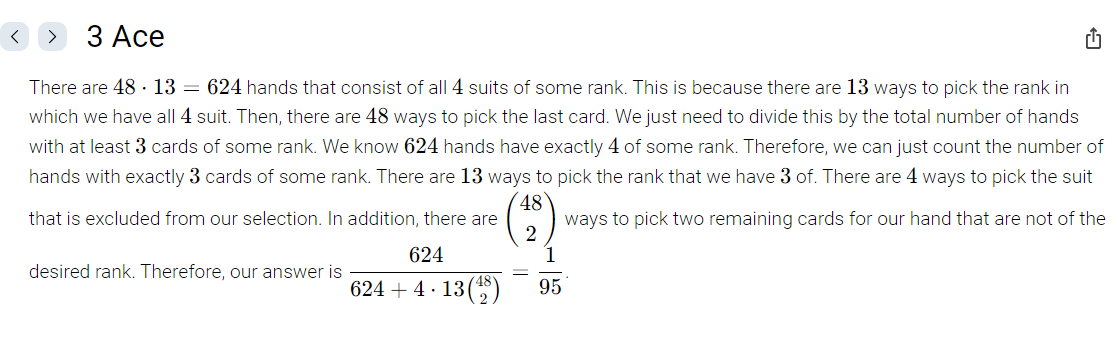 3 Ace
There are 48 · 13 = 624 hands that consist of all 4 suits of some rank. This is because there are 13 ways to pick the rank in
which we have all 4 suit. Then, there are 48 ways to pick the last card. We just need to divide this by the total number of hands
with at least 3 cards of some rank. We know 624 hands have exactly 4 of some rank. Therefore, we can just count the number of
hands with exactly 3 cards of some rank. There are 13 ways to pick the rank that we have 3 of. There are 4 ways to pick the suit
that is excluded from our selection. In addition, there are \binom{48}{2} ways to pick two remaining cards for our hand that are not of the
desired rank. Therefore, our answer is \frac{624}{624 + 4 \cdot 13\binom{48}{2}} = \frac{1}{95}.